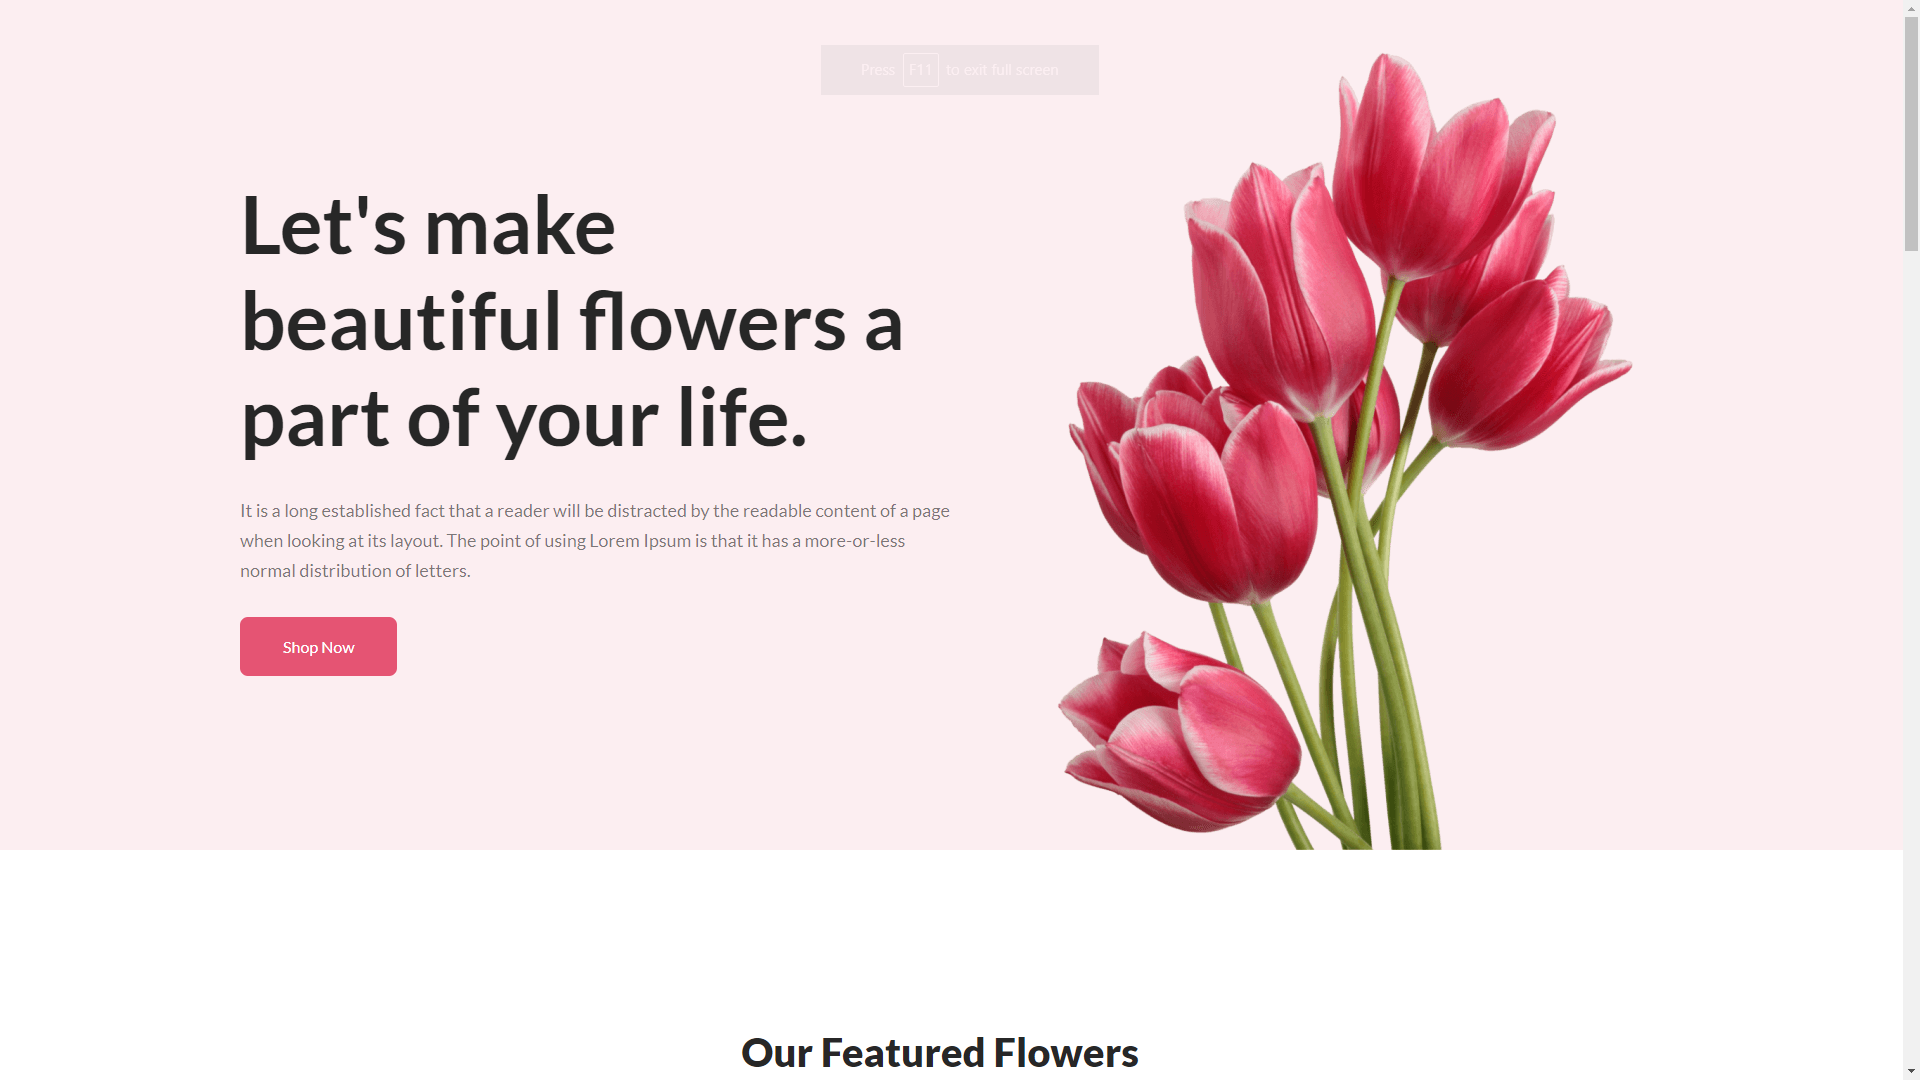 Press F11 to exit full screen
Let's make
beautiful flowers a
part of your life.
It is a long established fact that a reader will be distracted by the readable content of a page
when looking at its layout. The point of using Lorem Ipsum is that it has a more-or-less
normal distribution of letters.
Shop Now
Our Featured Flowers